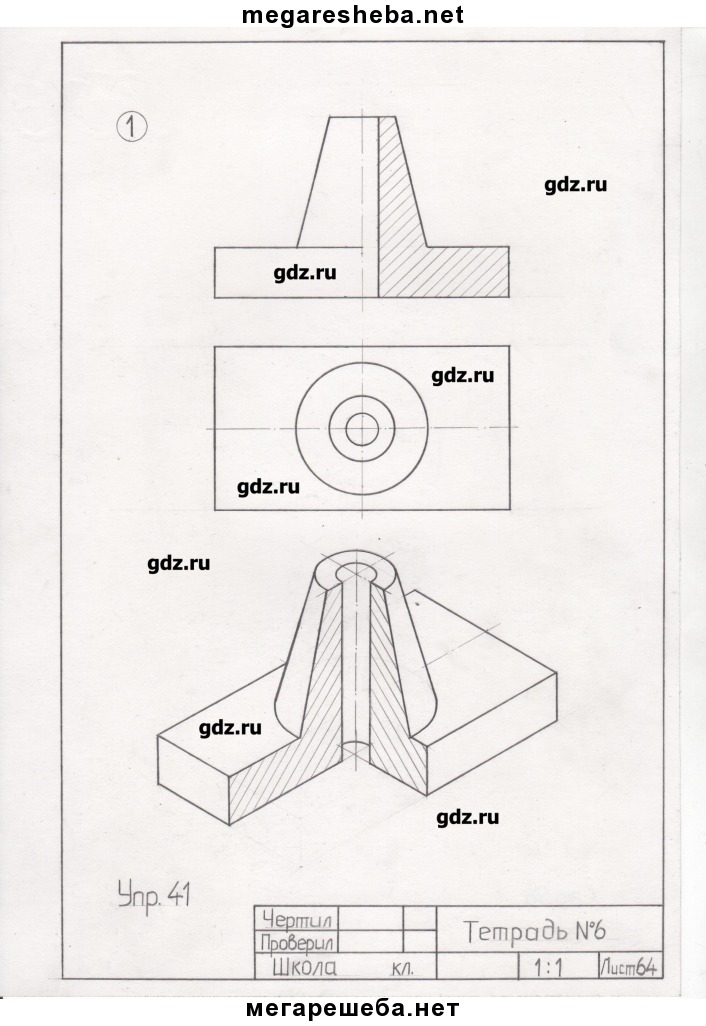 megaresheba.net
1
gdz.ru
gdz.ru
gdz.ru
gdz.ru
gdz.ru
gdz.ru
gdz.ru
Упр. 41
Чертил
Проверил
Тетрадь №6
Школа кл. 1:1 Лист64
мегарешеба.нет